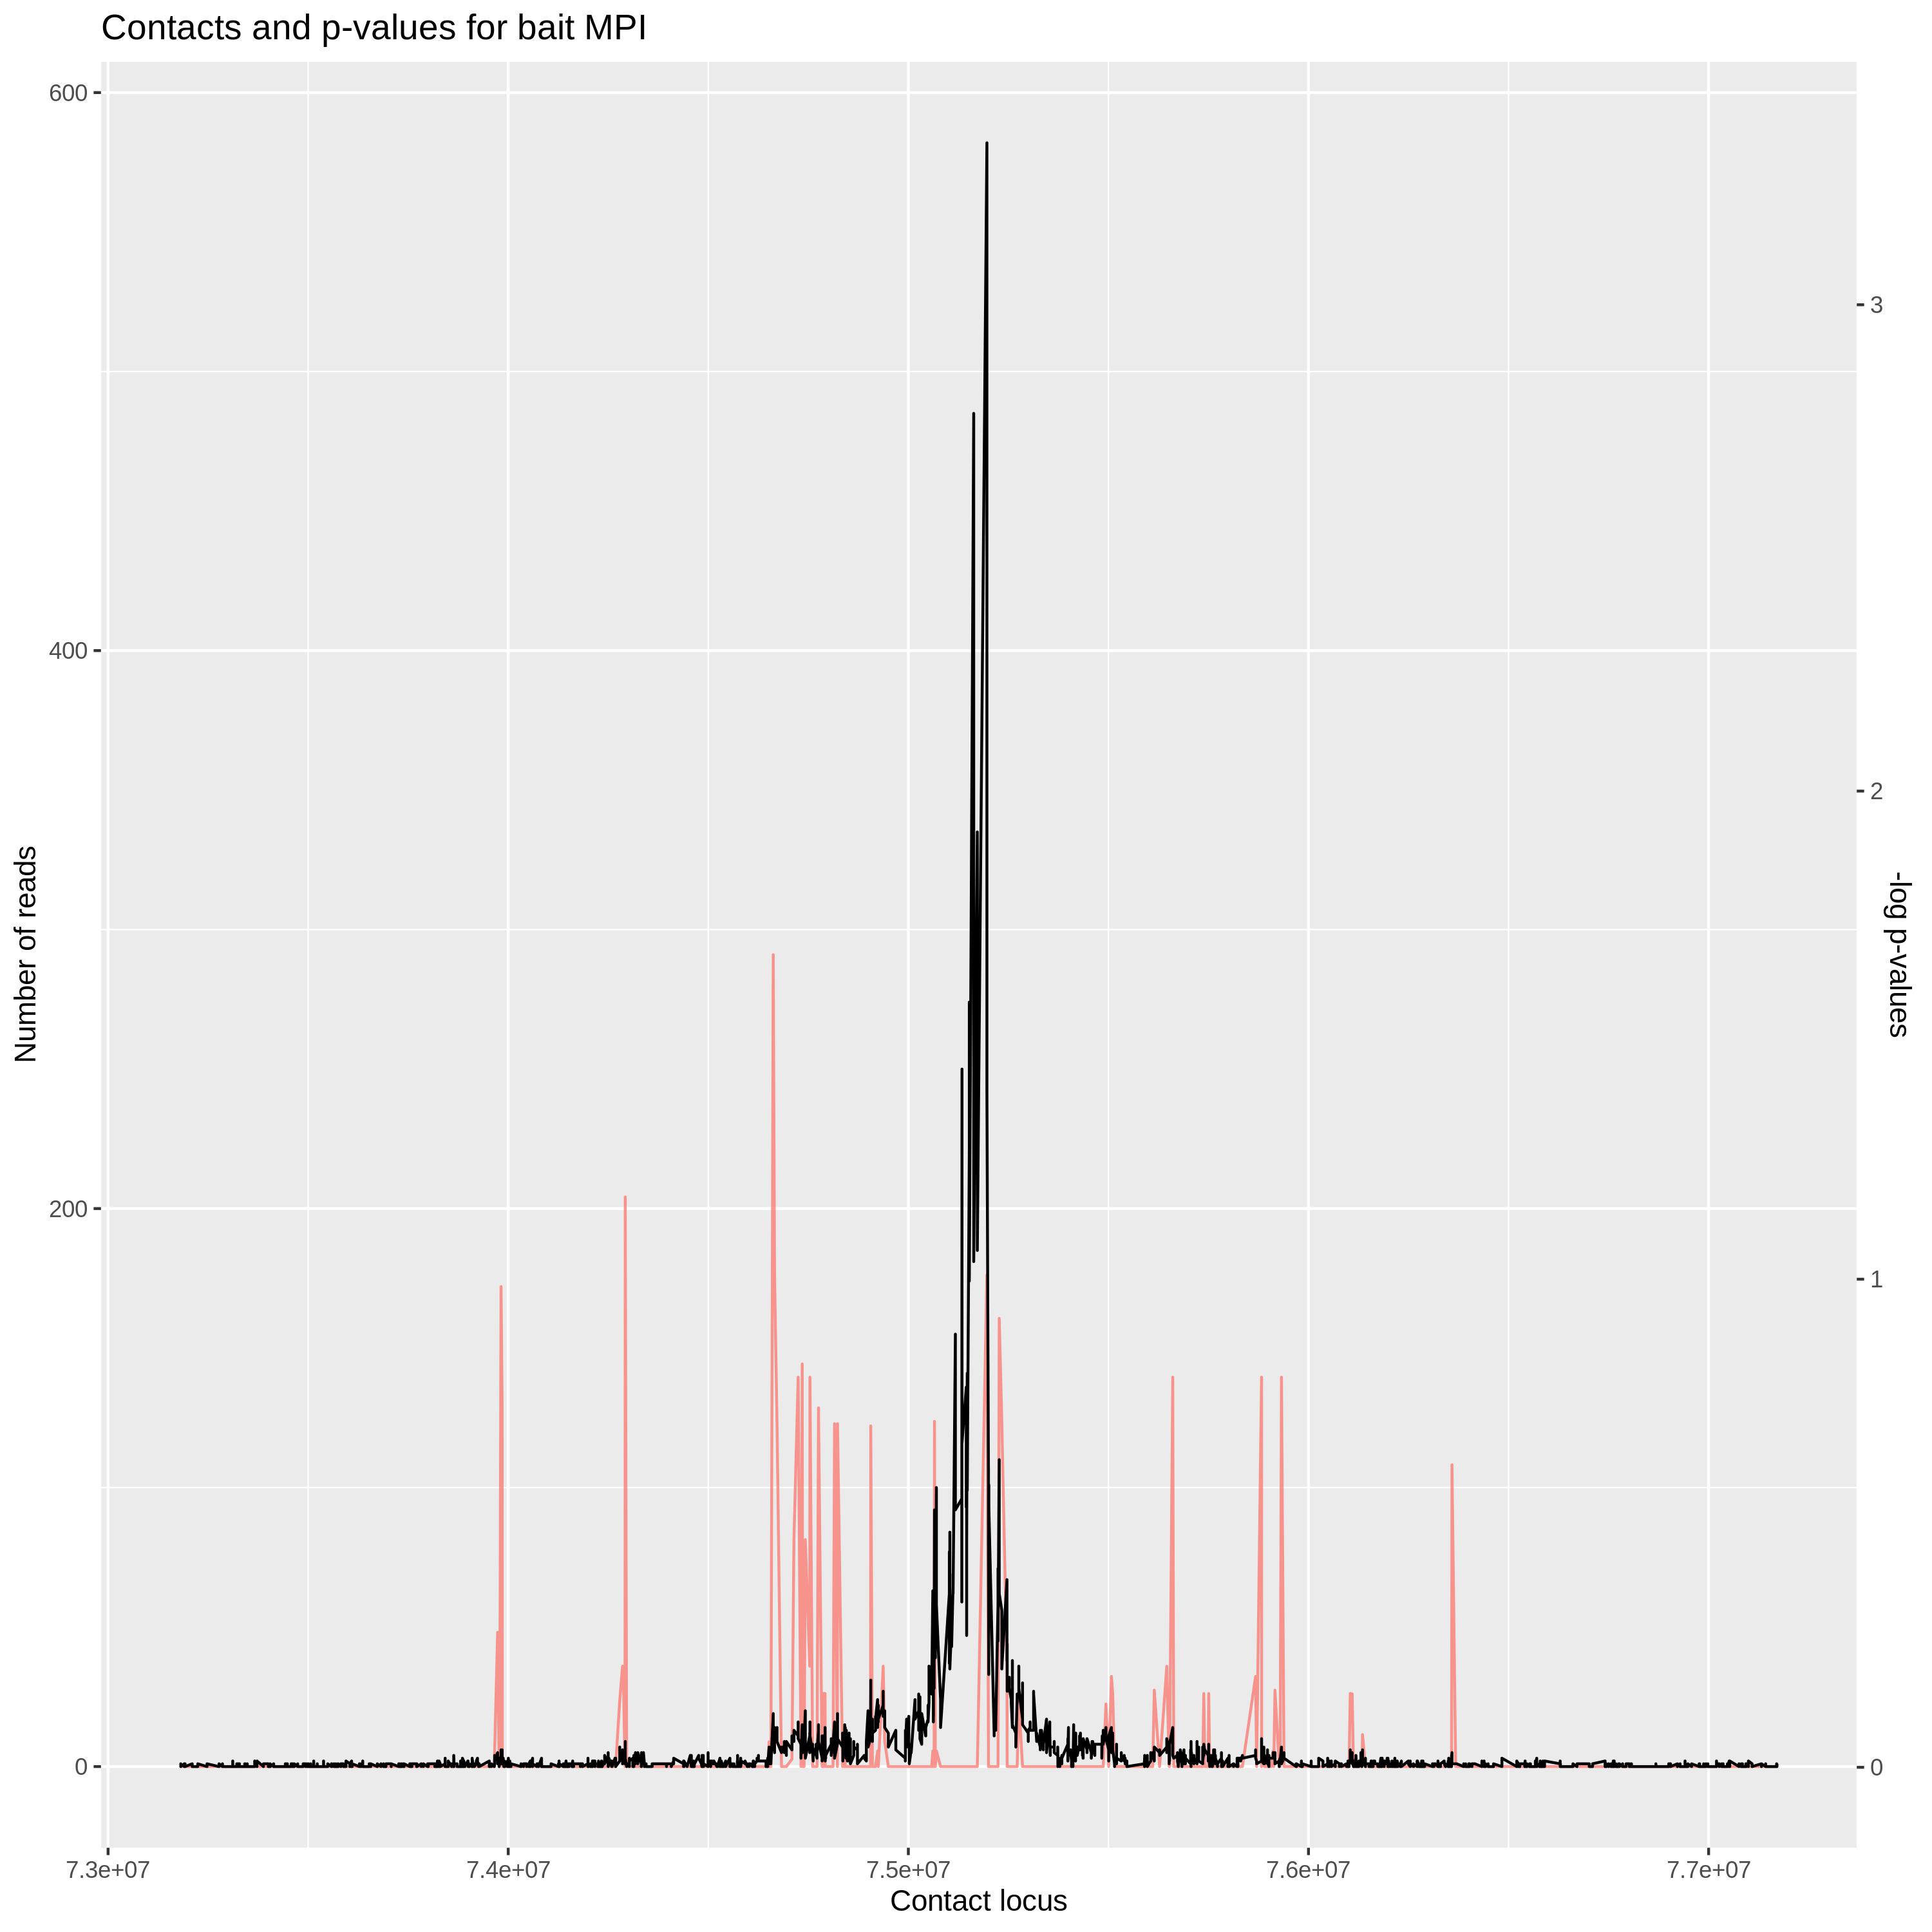 Contacts and p-values for bait MPI
600
400
200
0
Number of reads
3
2
1
0
-log p-values
7.3e+07
7.4e+07
7.5e+07
7.6e+07
7.7e+07
Contact locus